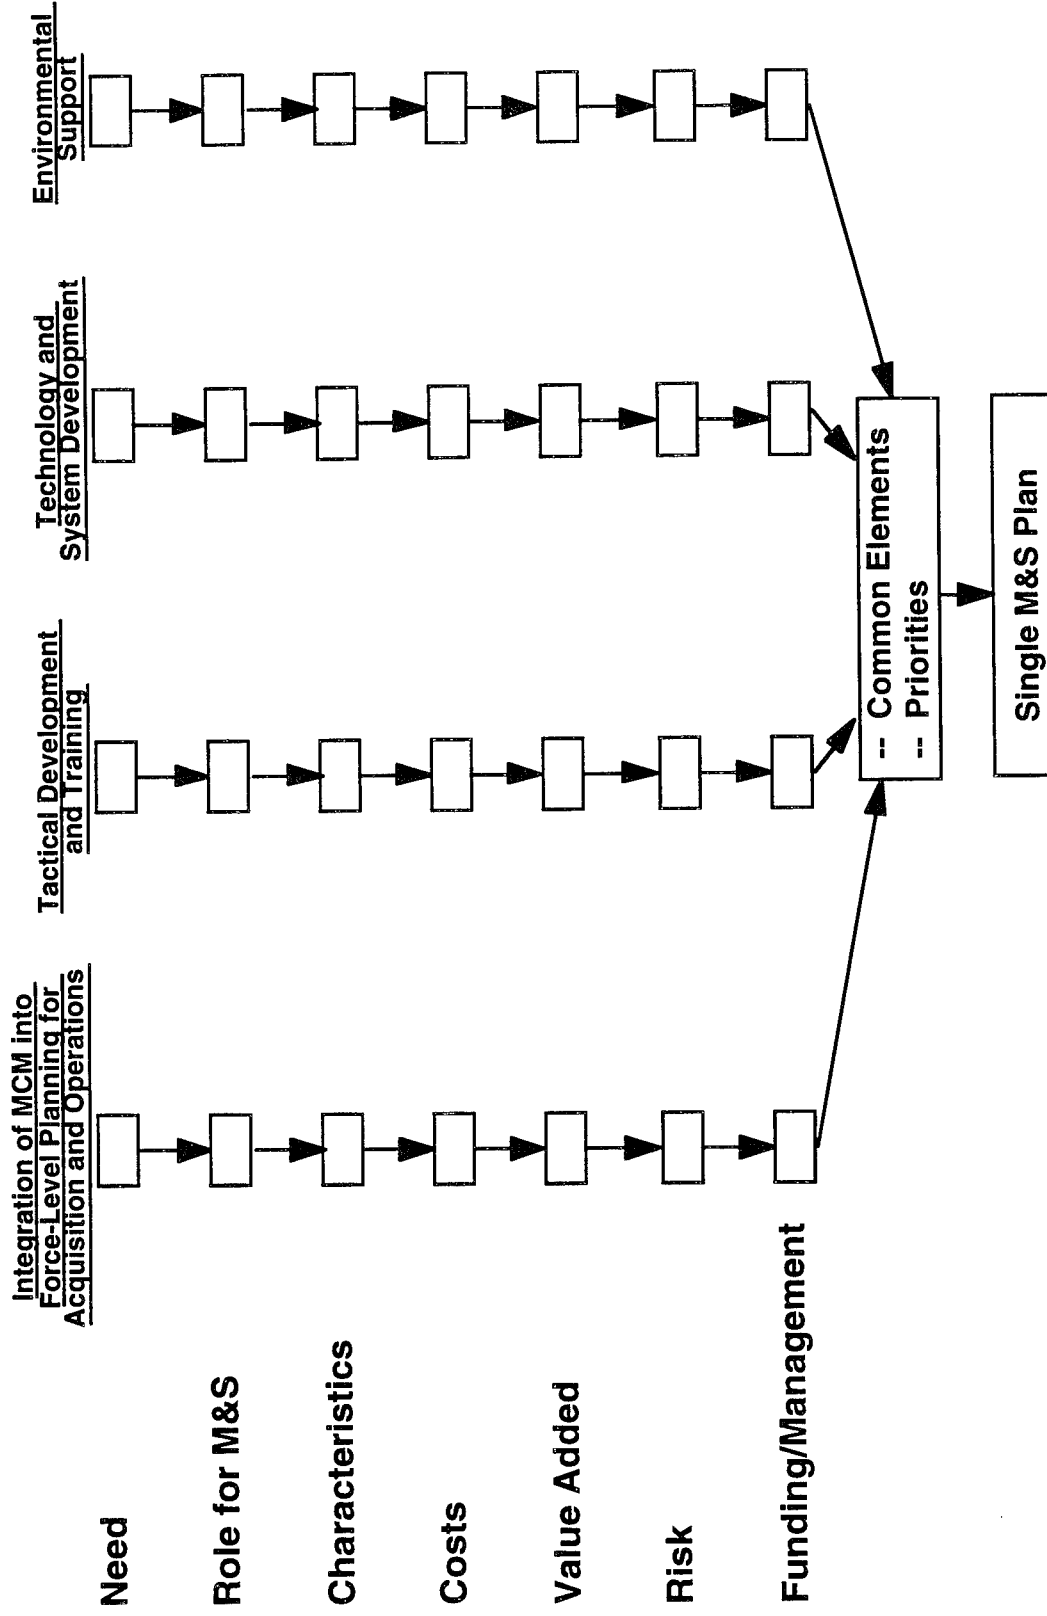 Integration of MCM into
Force-Level Planning for
Acquisition and Operations
Tactical Development
and Training
Technology and
System Development
Environmental
Support
Need
Role for M&S
Characteristics
Costs
Value Added
Risk
Funding/Management
-- Common Elements
-- Priorities
Single M&S Plan